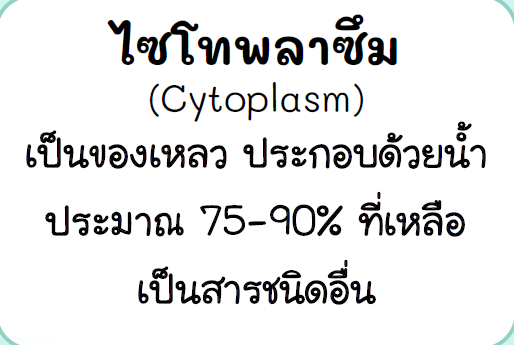 ไซโทพลาซึม
(Cytoplasm)
เป็นของเหลว ประกอบด้วยน้ำ
ประมาณ 75-90% ที่เหลือ
เป็นสารชนิดอื่น